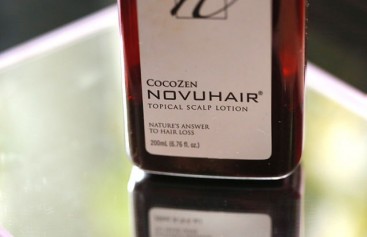 COCOZEN
NOVUHAIR®
TOPICAL SCALP LOTION
NATURE'S ANSWER
TO HAIR LOSS
200mL (6.76 fl. oz.)